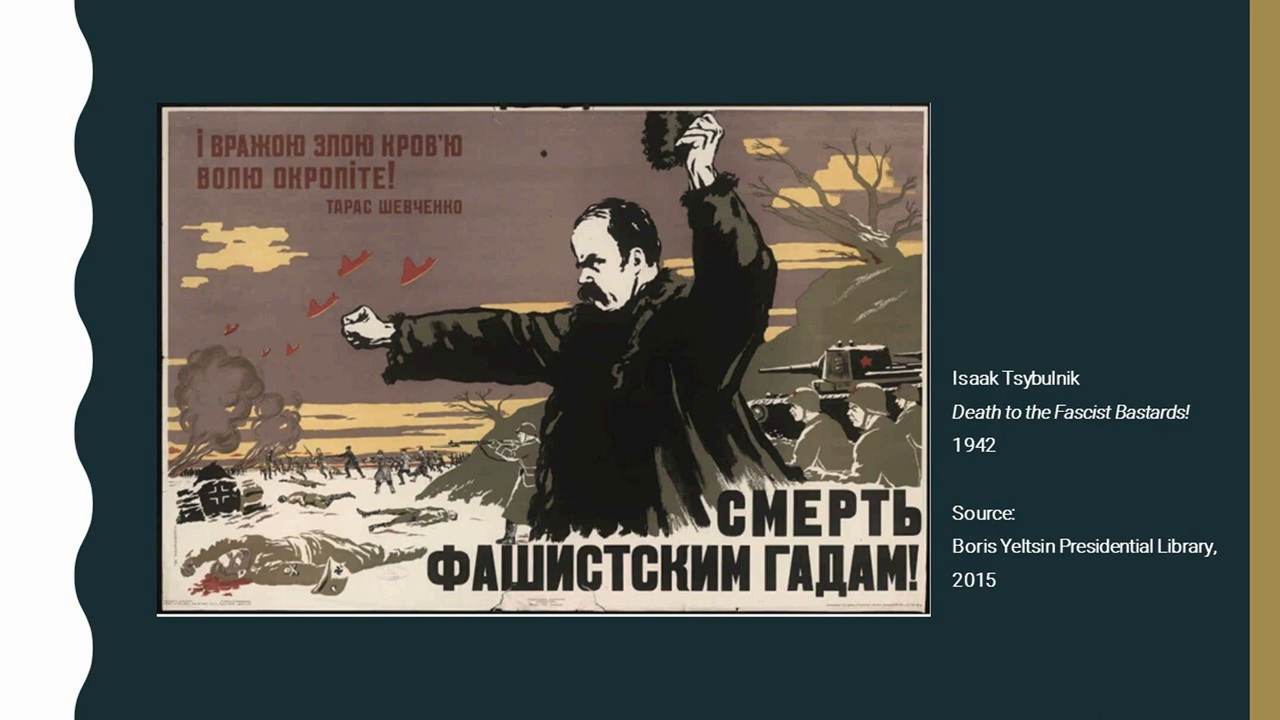 І ВРАЖОЮ ЗЛОЮ КРОВ'Ю
ВОЛЮ ОКРОПІТЕ!
ТАРАС ШЕВЧЕНКО
СМЕРТЬ
ФАШИСТСКИМ ГАДАМ!
Isaak Tsybulnik
Death to the Fascist Bastards!
1942
Source:
Boris Yeltsin Presidential Library,
2015